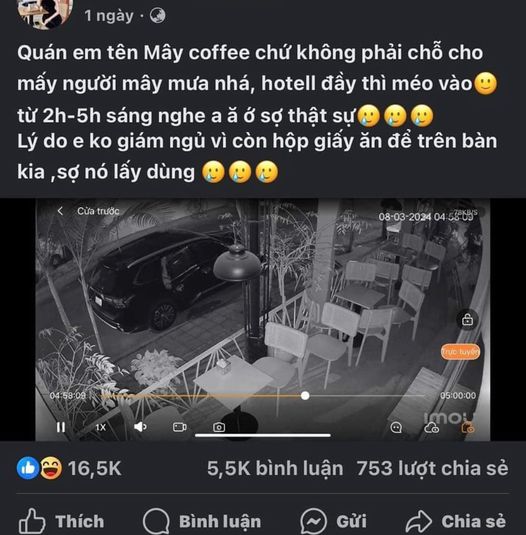 1 ngày ·
Quán em tên Mây coffee chứ không phải chỗ cho
mấy người mây mưa nhá, hotell đầy thì méo vào🙂
từ 2h-5h sáng nghe a ă ớ sợ thật sự🥲🥲🥲
Lý do e ko giám ngủ vì còn hộp giấy ăn để trên bàn
kia ,sợ nó lấy dùng 🥲🥲🥲
Cửa trước
08-03-2024
Trực tuyến
04:58:09
05:00:00
1X
imou
16,5K
5,5K bình luận 753 lượt chia sẻ
Thích
Bình luận
Gửi
Chia sẻ